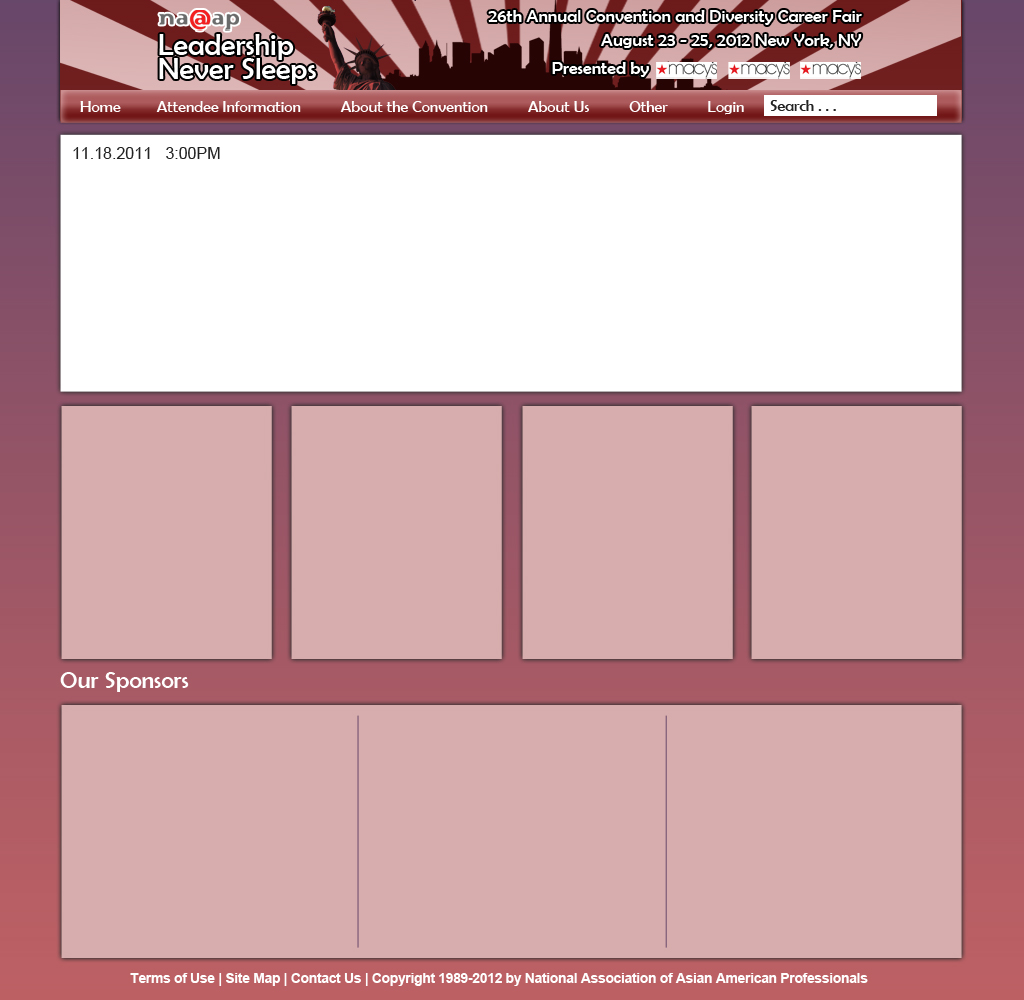 na@ap
Leadership
Never Sleeps
26th Annual Convention and Diversity Career Fair
August 23 - 25, 2012 New York, NY
Presented by ★macy's ★macy's ★macy's
Home Attendee Information About the Convention About Us Other Login Search . . .
11.18.2011 3:00PM
Our Sponsors
Terms of Use | Site Map | Contact Us | Copyright 1989-2012 by National Association of Asian American Professionals